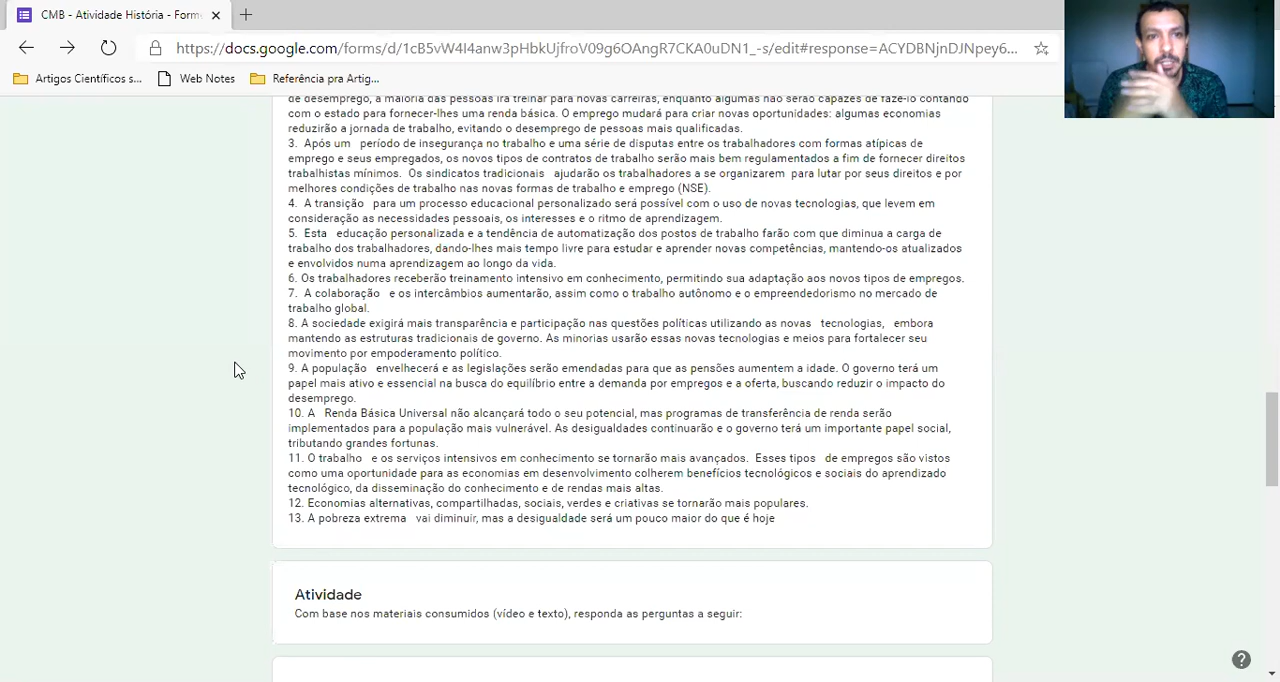 CMB - Atividade História - Form
https://docs.google.com/forms/d/1cB5vW4I4anw3pHbkUjfroV09g6OAngR7CKA0uDN1_-s/edit#response=ACYDBNjnDJNpey6...
Artigos Científicos s...
Web Notes
Referência pra Artig...
de desemprego, a maioria das pessoas irá treinar para novas carreiras, enquanto algumas não serão capazes de fazê-lo contando
com o estado para fornecer-lhes uma renda básica. O emprego mudará para criar novas oportunidades: algumas economias
reduzirão a jornada de trabalho, evitando o desemprego de pessoas mais qualificadas.
3. Após um período de insegurança no trabalho e uma série de disputas entre os trabalhadores com formas atípicas de
emprego e seus empregados, os novos tipos de contratos de trabalho serão mais bem regulamentados a fim de fornecer direitos
trabalhistas mínimos. Os sindicatos tradicionais ajudarão os trabalhadores a se organizarem para lutar por seus direitos e por
melhores condições de trabalho nas novas formas de trabalho e emprego (NSE).
4. A transição para um processo educacional personalizado será possível com o uso de novas tecnologias, que levem em
consideração as necessidades pessoais, os interesses e o ritmo de aprendizagem.
5. Esta educação personalizada e a tendência de automatização dos postos de trabalho farão com que diminua a carga de
trabalho dos trabalhadores, dando-lhes mais tempo livre para estudar e aprender novas competências, mantendo-os atualizados
e envolvidos numa aprendizagem ao longo da vida.
6. Os trabalhadores receberão treinamento intensivo em conhecimento, permitindo sua adaptação aos novos tipos de empregos.
7. A colaboração e os intercâmbios aumentarão, assim como o trabalho autônomo e o empreendedorismo no mercado de
trabalho global.
8. A sociedade exigirá mais transparência e participação nas questões políticas utilizando as novas tecnologias, embora
mantendo as estruturas tradicionais de governo. As minorias usarão essas novas tecnologias e meios para fortalecer seu
movimento por empoderamento político.
9. A população envelhecerá e as legislações serão emendadas para que as pensões aumentem a idade. O governo terá um
papel mais ativo e essencial na busca do equilíbrio entre a demanda por empregos e a oferta, buscando reduzir o impacto do
desemprego.
10. A Renda Básica Universal não alcançará todo o seu potencial, mas programas de transferência de renda serão
implementados para a população mais vulnerável. As desigualdades continuarão e o governo terá um importante papel social,
tributando grandes fortunas.
11. O trabalho e os serviços intensivos em conhecimento se tornarão mais avançados. Esses tipos de empregos são vistos
como uma oportunidade para as economias em desenvolvimento colherem benefícios tecnológicos e sociais do aprendizado
tecnológico, da disseminação do conhecimento e de rendas mais altas.
12. Economias alternativas, compartilhadas, sociais, verdes e criativas se tornarão mais populares.
13. A pobreza extrema vai diminuir, mas a desigualdade será um pouco maior do que é hoje
Atividade
Com base nos materiais consumidos (vídeo e texto), responda as perguntas a seguir: